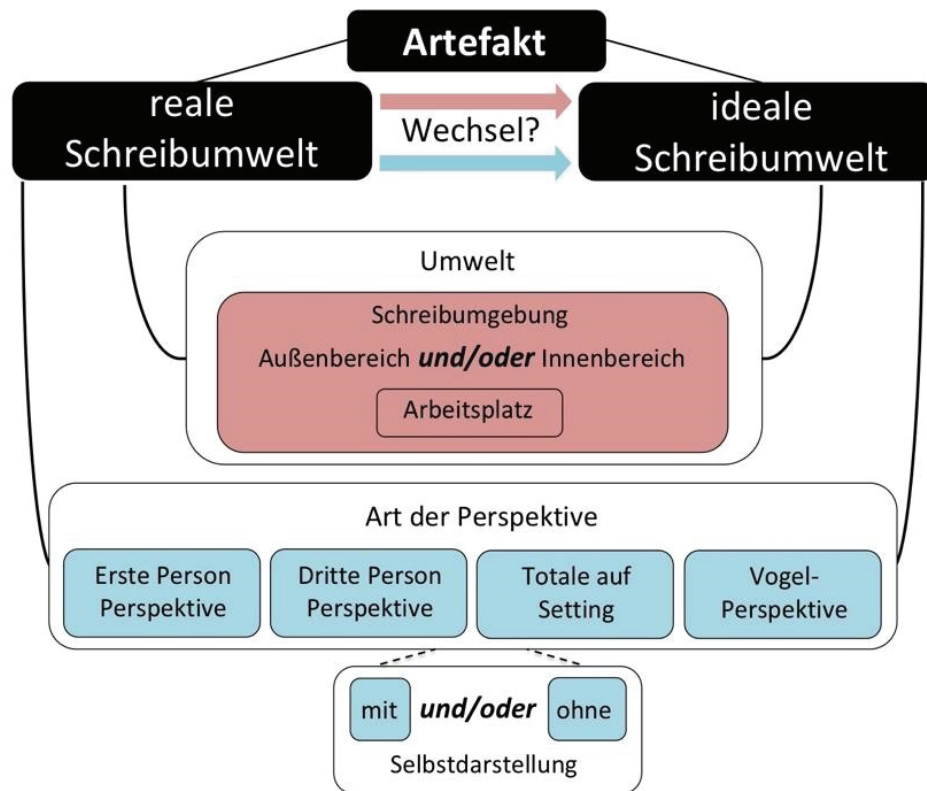 Artefakt
reale
Schreibumwelt
Wechsel?
ideale
Schreibumwelt
Umwelt
Schreibumgebung
Außenbereich und/oder Innenbereich
Arbeitsplatz
Art der Perspektive
Erste Person
Perspektive
Dritte Person
Perspektive
Totale auf
Setting
Vogel-
Perspektive
mit und/oder ohne
Selbstdarstellung